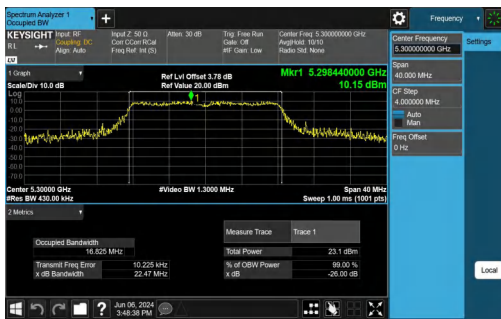 Spectrum Analyzer 1
Occupied BW
Frequency
KEYSIGHT
Input: RF
Coupling: DC
Align: Auto
Input Z: 50 Ω
Corr CCorr RCal
Freq Ref: Int (S)
Atten: 30 dB
Trig: Free Run
Gate: Off
#IF Gain: Low
Center Freq: 5.300000000 GHz
Avg|Hold: 10/10
Radio Std: None
RL
LW
Center Frequency
5.300000000 GHz
Settings
Span
40.000 MHz
CF Step
4.000000 MHz
Auto
Man
Freq Offset
0 Hz
Local
1 Graph
Scale/Div 10.0 dB
Ref Lvl Offset 3.78 dB
Ref Value 20.00 dBm
Mkr1 5.298440000 GHz
10.15 dBm
Log
10.0
0.00
-10.0
-20.0
-30.0
-40.0
-50.0
-60.0
-70.0
1
Center 5.30000 GHz
#Res BW 430.00 kHz
#Video BW 1.3000 MHz
Span 40 MHz
Sweep 1.00 ms (1001 pts)
2 Metrics
Measure Trace Trace 1
Occupied Bandwidth
16.825 MHz
Total Power 23.1 dBm
Transmit Freq Error 10.225 kHz
% of OBW Power 99.00 %
x dB Bandwidth 22.47 MHz
x dB -26.00 dB
?
Jun 06, 2024
3:48:38 PM